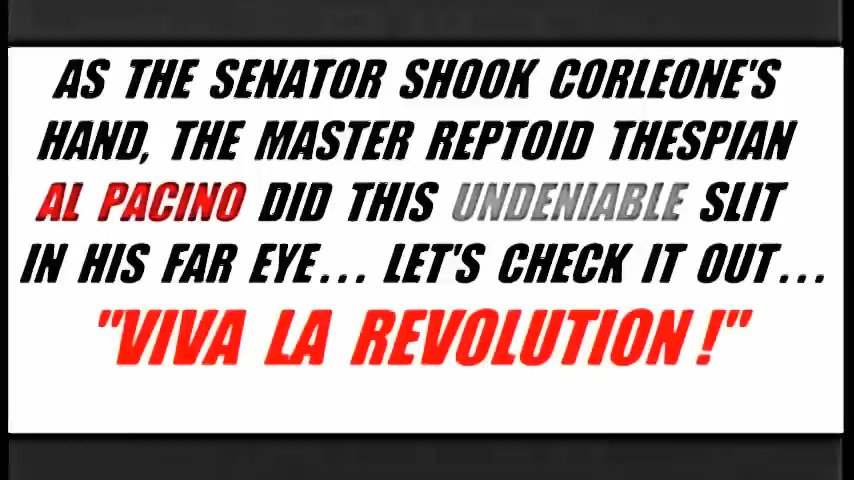 AS THE SENATOR SHOOK CORLEONE'S
HAND, THE MASTER REPTOID THESPIAN
AL PACINO DID THIS UNDENIABLE SLIT
IN HIS FAR EYE... LET'S CHECK IT OUT...
"VIVA LA REVOLUTION!"